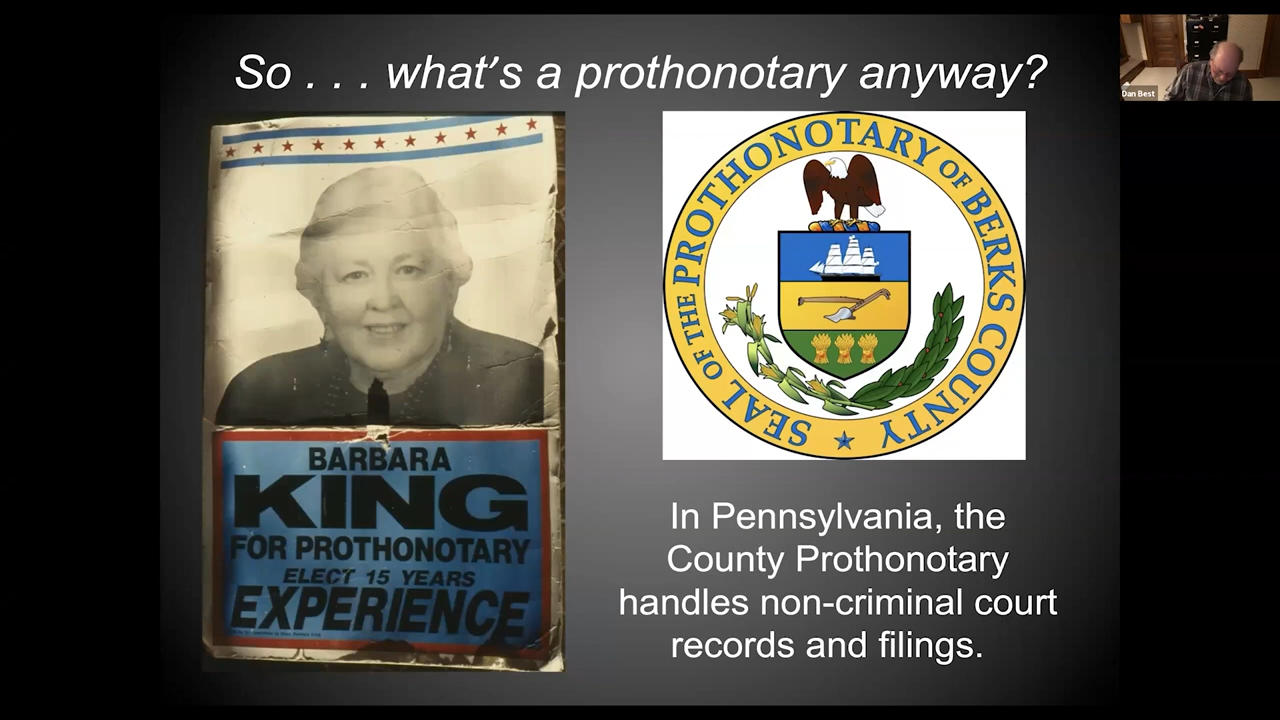 So . . . what's a prothonotary anyway?
Dan Best
SEAL OF THE PROTHONOTARY OF BERKS COUNTY
BARBARA
KING
FOR PROTHONOTARY
ELECT 15 YEARS
EXPERIENCE
In Pennsylvania, the
County Prothonotary
handles non-criminal court
records and filings.